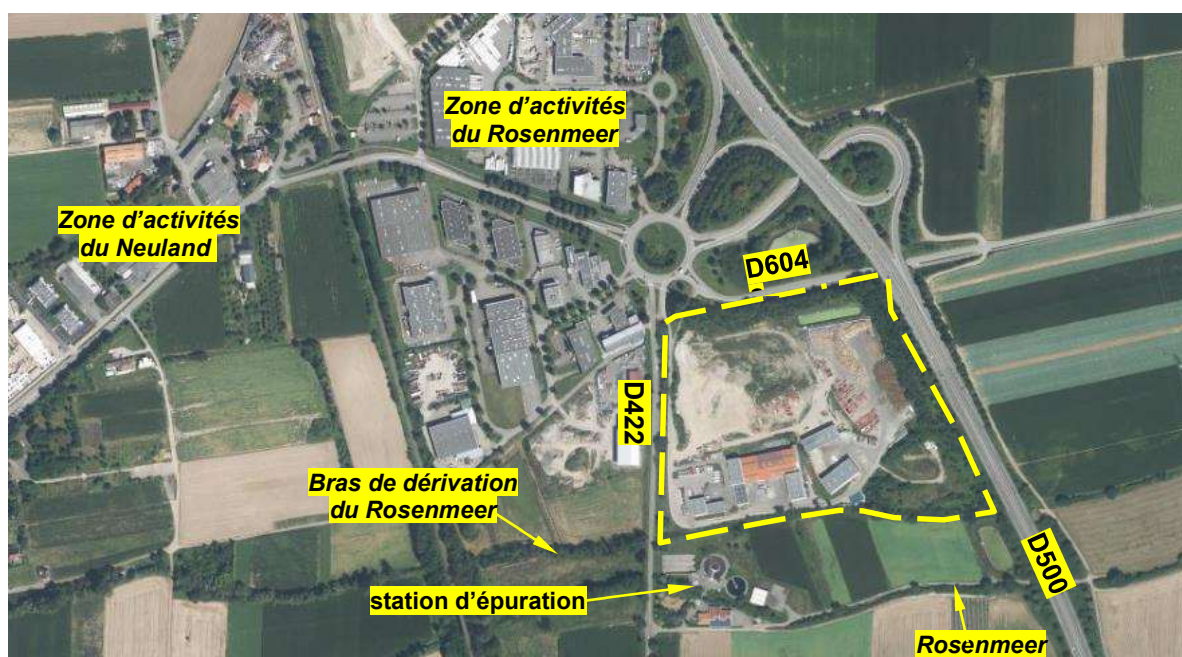 Zone d'activités
du Rosenmeer
Zone d'activités
du Neuland
D604
D422
Bras de dérivation
du Rosenmeer
station d'épuration
D500
Rosenmeer